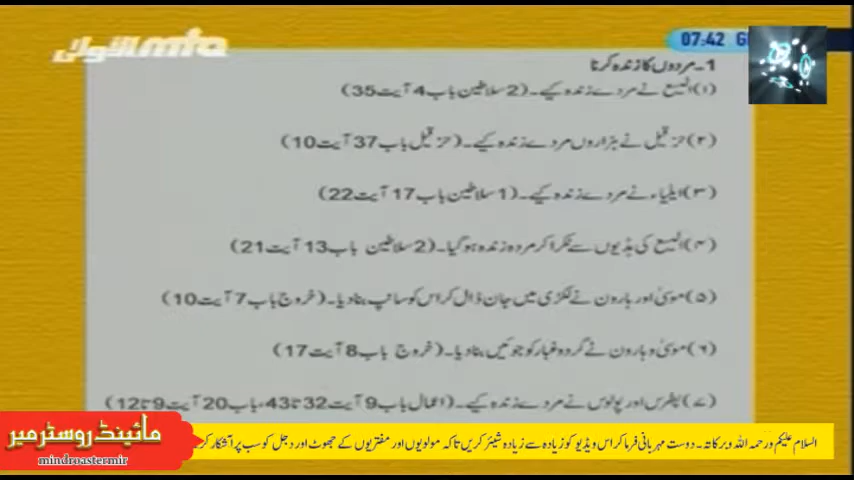 mta الاولیٰ
07:42 G
1۔ مردوں کا زندہ کرنا
(۱) الیسع نے مردے زندہ کیے۔ (2 سلاطین باب 4 آیت 35)
(۲) حزقیل نے ہزاروں مردے زندہ کیے۔ (حزقیل باب 37 آیت 10)
(۳) ایلیاء نے مردے زندہ کیے۔ (1 سلاطین باب 17 آیت 22)
(۴) الیسع کی ہڈیوں سے ٹکرا کر مردہ زندہ ہو گیا۔ (2 سلاطین باب 13 آیت 21)
(۵) موسیٰ اور ہارون نے لکڑی میں جان ڈال کر اس کو سانپ بنا دیا۔ (خروج باب 7 آیت 10)
(۶) موسیٰ و ہارون نے گرد و غبار کو جوئیں بنا دیا۔ (خروج باب 8 آیت 17)
(۷) پطرس اور پولوس نے مردے زندہ کیے۔ (اعمال باب 9 آیت 32 تا 43، باب 20 آیت 9 تا 12)
السلام علیکم ورحمہ اللہ وبرکاتہ۔ دوست مہربانی فرما کر اس ویڈیو کو زیادہ سے زیادہ شیئر کریں تاکہ مولویوں اور مفتریوں کے جھوٹ اور دجل کو سب پر آشکار کر
مائینڈ روسٹر میر
mindroastermir